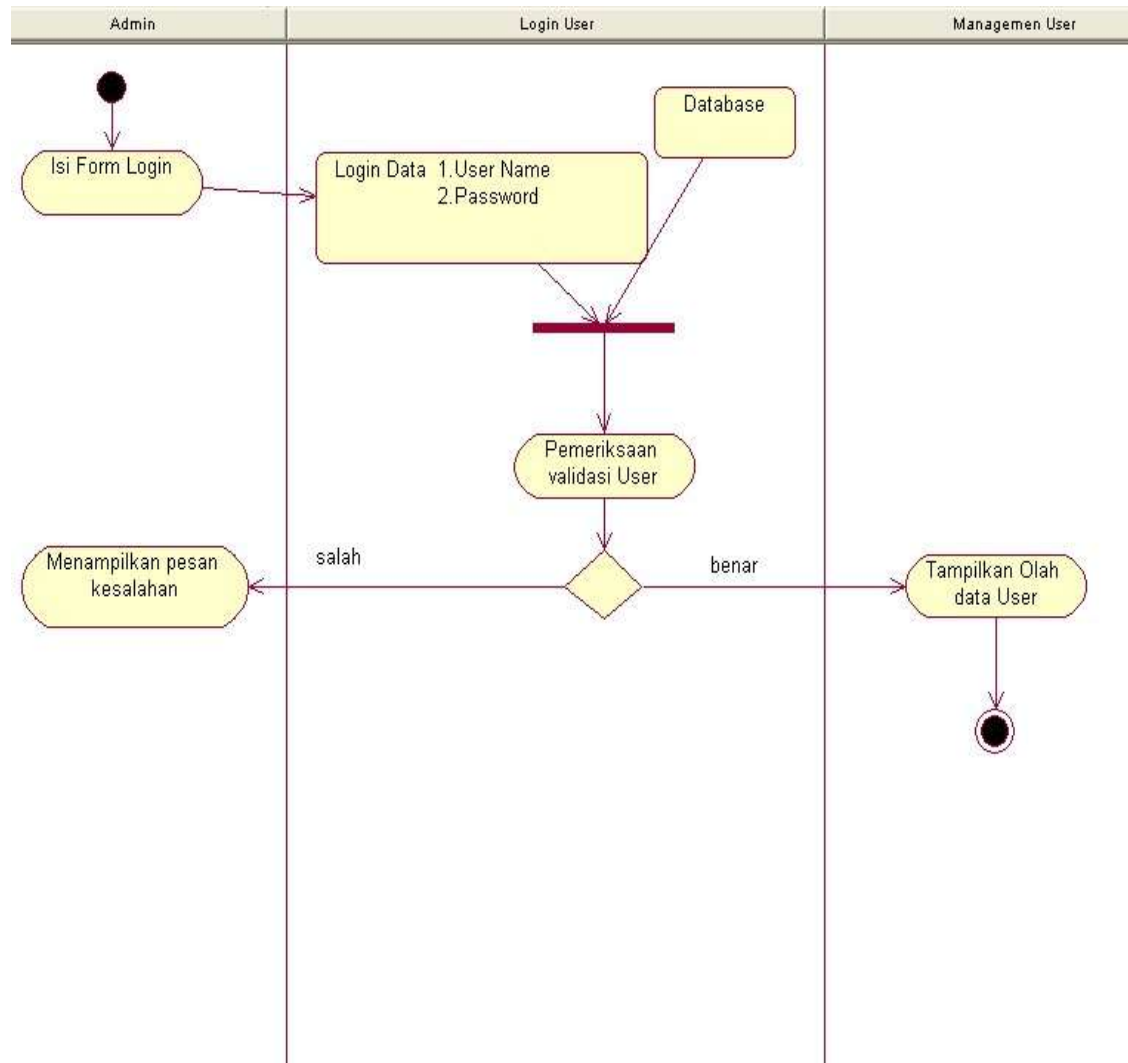 Admin
Login User
Managemen User
Database
Isi Form Login
Login Data 1.User Name
2.Password
Pemeriksaan
validasi User
salah
benar
Menampilkan pesan
kesalahan
Tampilkan Olah
data User